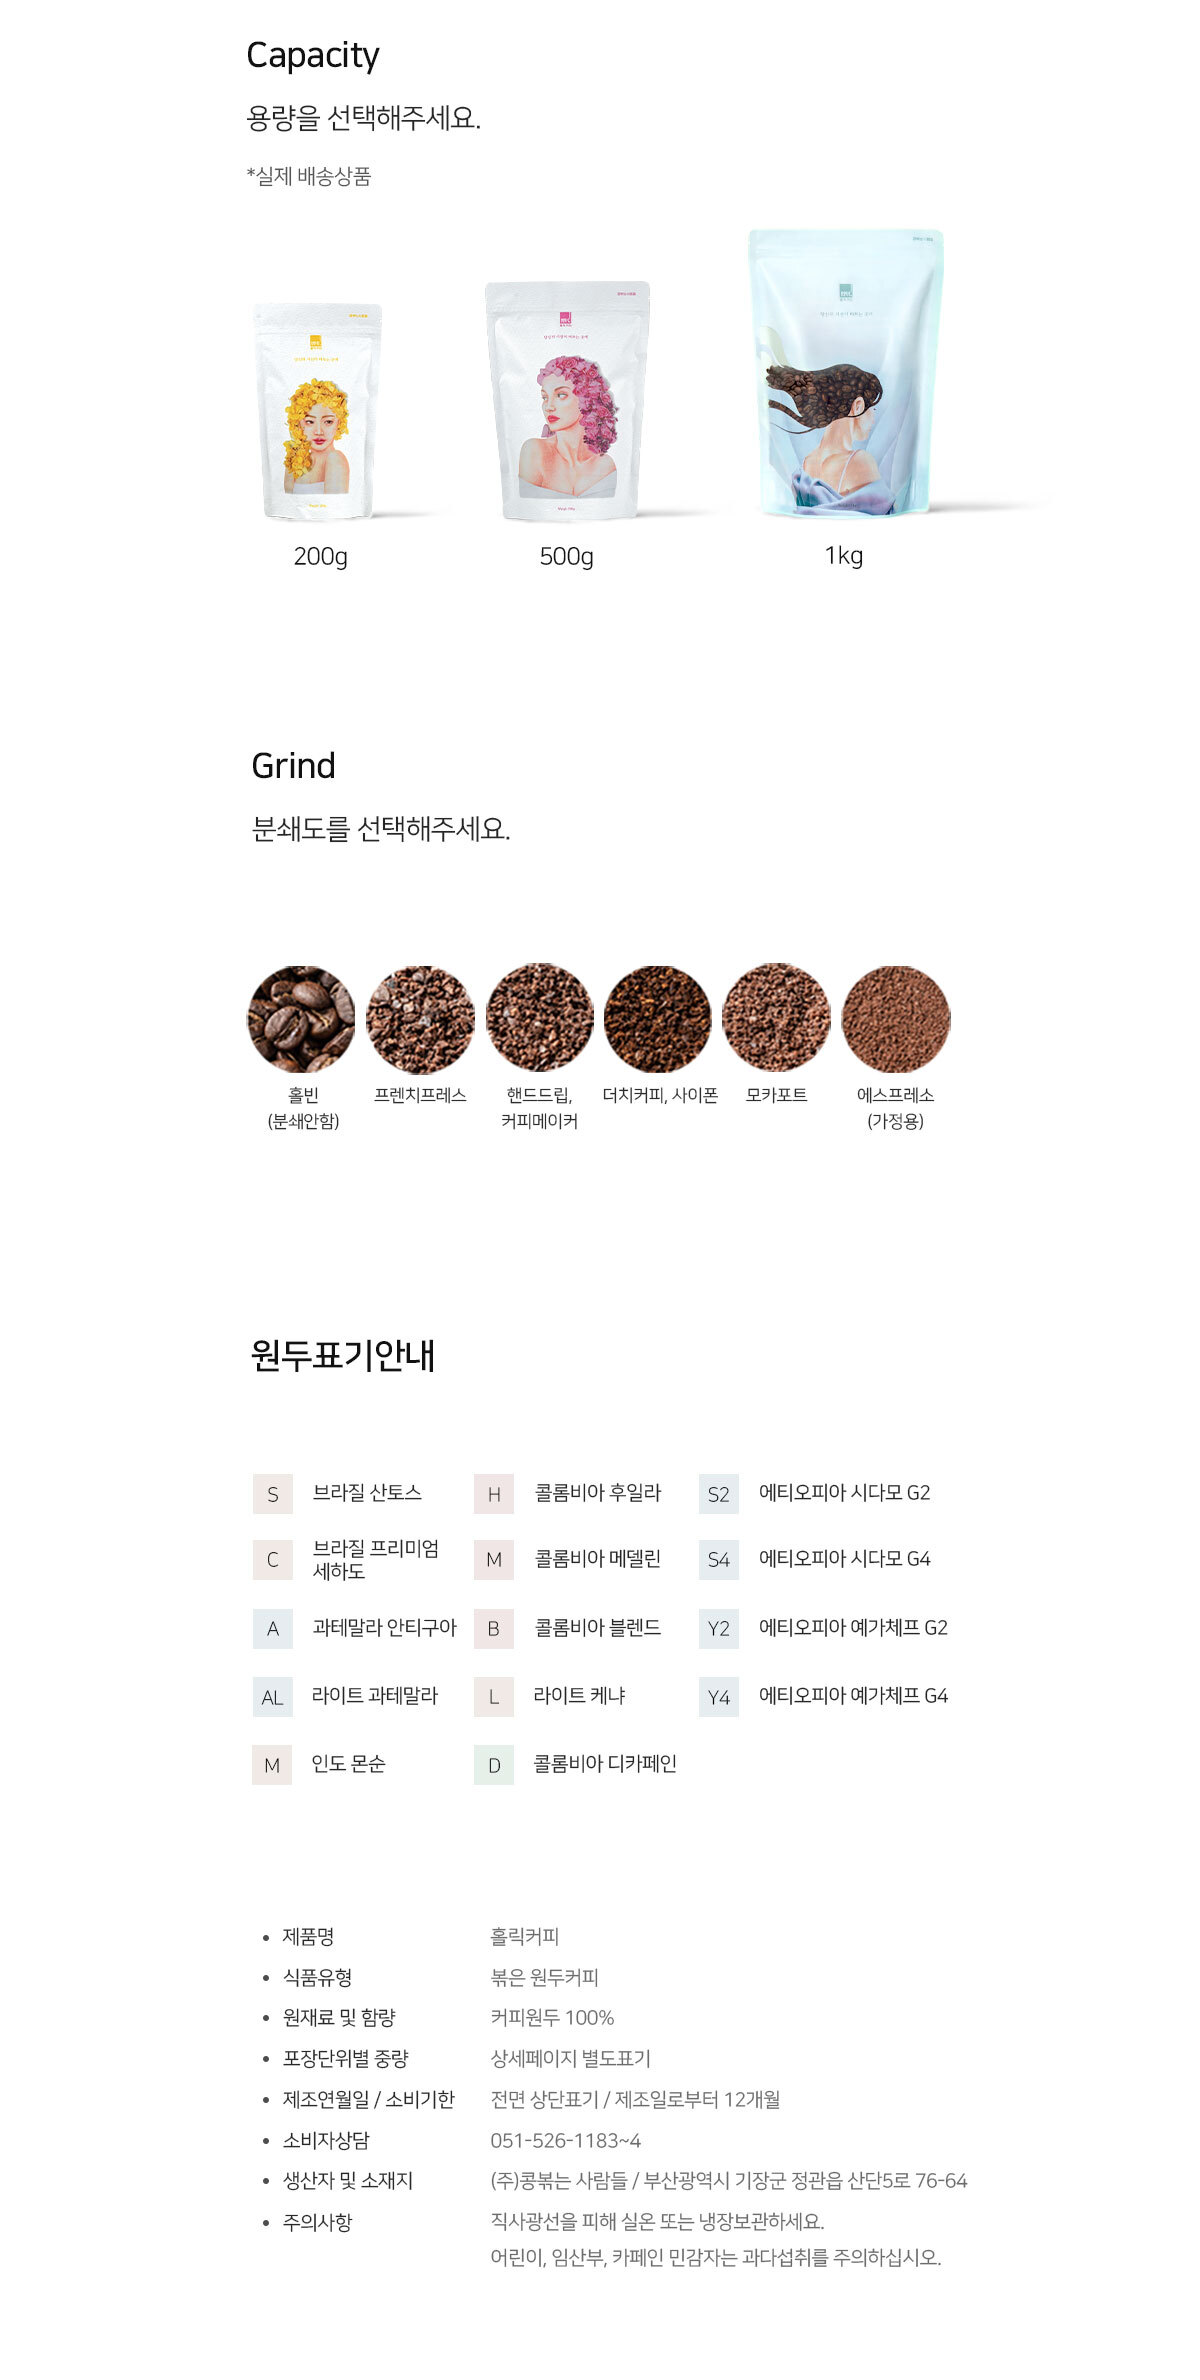 Capacity
용량을 선택해주세요.
*실제 배송상품
200g
500g
1kg
Grind
분쇄도를 선택해주세요.
홀빈
(분쇄안함)
프렌치프레스
핸드드립,
커피메이커
더치커피, 사이폰
모카포트
에스프레소
(가정용)
원두표기안내
S 브라질 산토스
H 콜롬비아 후일라
S2 에티오피아 시다모 G2
C 브라질 프리미엄
세하도
M 콜롬비아 메델린
S4 에티오피아 시다모 G4
A 과테말라 안티구아
B 콜롬비아 블렌드
Y2 에티오피아 예가체프 G2
AL 라이트 과테말라
L 라이트 케냐
Y4 에티오피아 예가체프 G4
M 인도 몬순
D 콜롬비아 디카페인
• 제품명 홀릭커피
• 식품유형 볶은 원두커피
• 원재료 및 함량 커피원두 100%
• 포장단위별 중량 상세페이지 별도표기
• 제조연월일 / 소비기한 전면 상단표기 / 제조일로부터 12개월
• 소비자상담 051-526-1183~4
• 생산자 및 소재지 (주)콩볶는 사람들 / 부산광역시 기장군 정관읍 산단5로 76-64
• 주의사항 직사광선을 피해 실온 또는 냉장보관하세요.
어린이, 임산부, 카페인 민감자는 과다섭취를 주의하십시오.